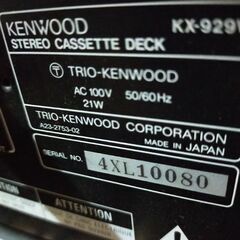 KENWOOD KX-929
STEREO CASSETTE DECK
T TRIO-KENWOOD
AC 100V 50/60Hz
21W
TRIO-KENWOOD CORPORATION
A23-2753-02 MADE IN JAPAN
SERIAL NO. 4XL10080